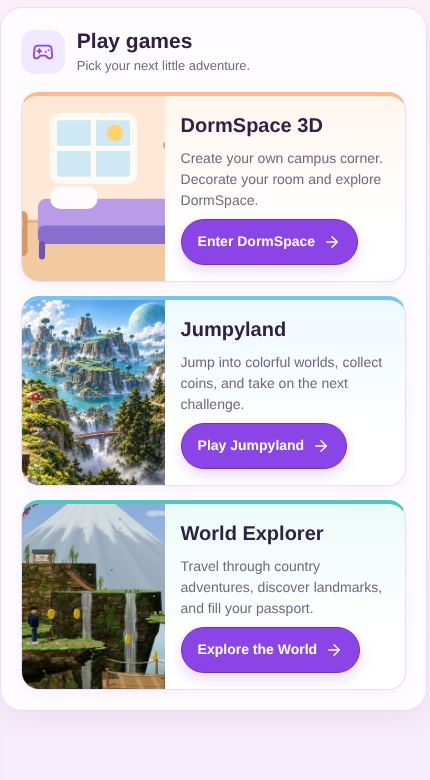 Play games
Pick your next little adventure.
DormSpace 3D
Create your own campus corner.
Decorate your room and explore
DormSpace.
Enter DormSpace
Jumpyland
Jump into colorful worlds, collect
coins, and take on the next
challenge.
Play Jumpyland
World Explorer
Travel through country
adventures, discover landmarks,
and fill your passport.
Explore the World